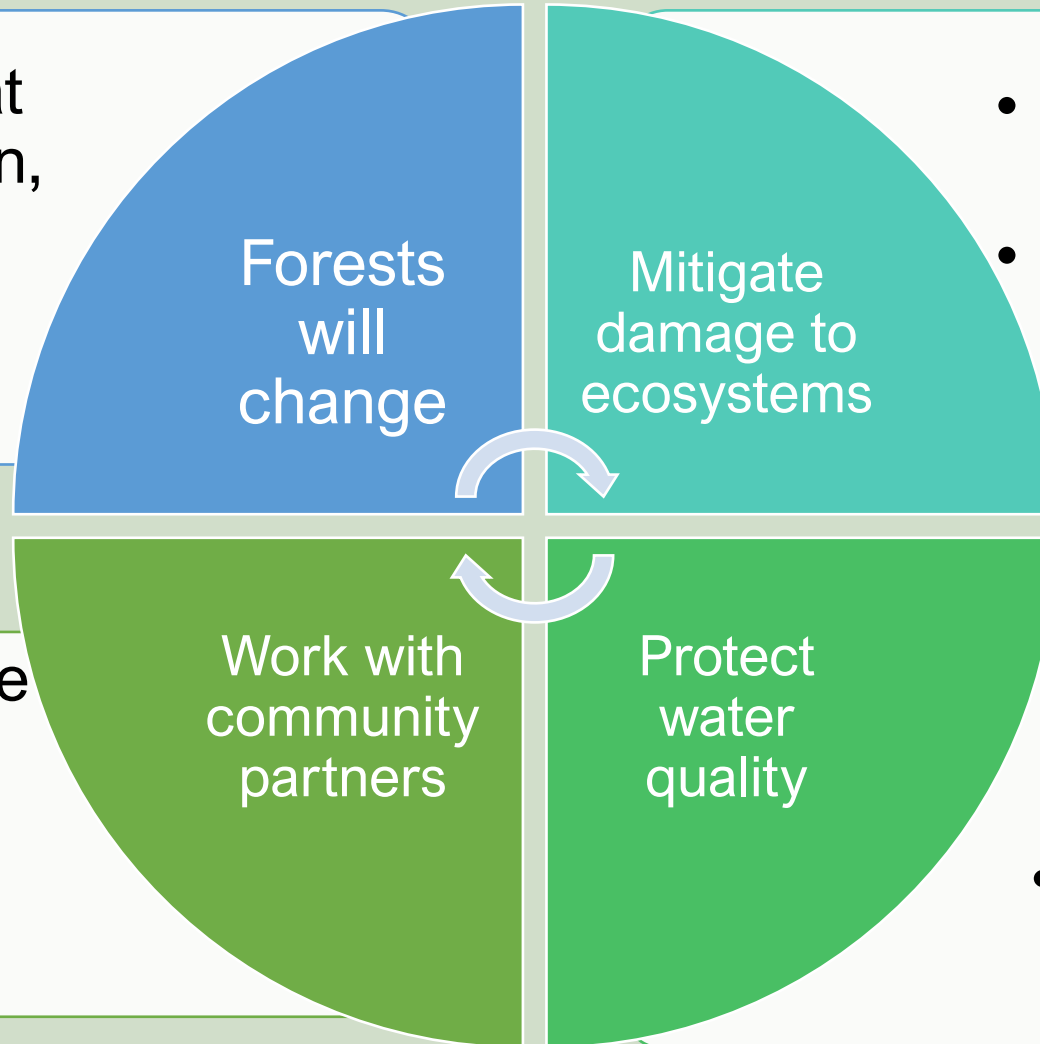 Forests
will
change
Mitigate
damage to
ecosystems
Work with
community
partners
Protect
water
quality